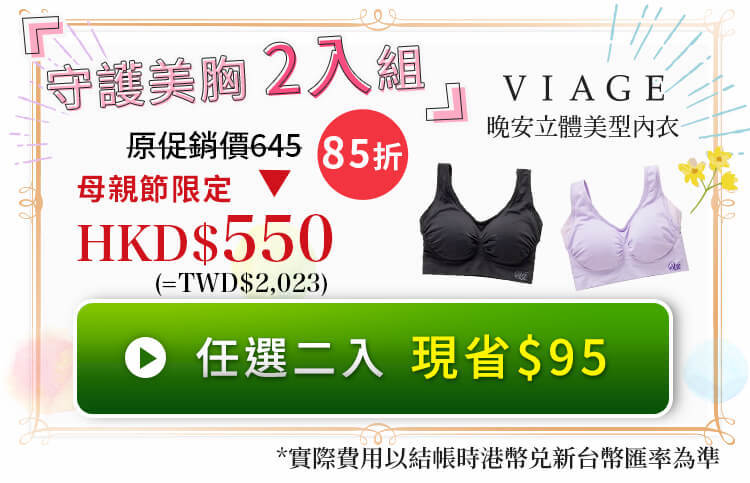 『守護美胸 2入組』
VIAGE
晚安立體美型內衣
原促銷價645
85折
母親節限定▼
HKD$550
(=TWD$2,023)
任選二入 現省$95
*實際費用以結帳時港幣兌新台幣匯率為準